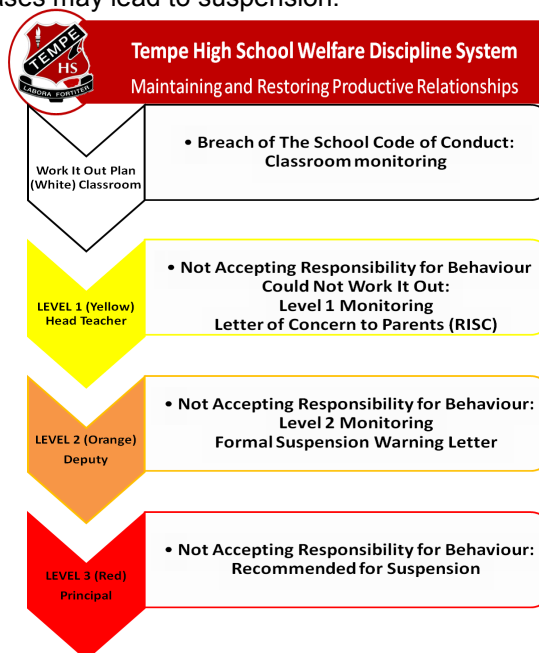 ases may lead to suspension.
TEMPE
HS
LABORA FORTITER
Tempe High School Welfare Discipline System
Maintaining and Restoring Productive Relationships
Work It Out Plan
(White) Classroom
• Breach of The School Code of Conduct:
Classroom monitoring
LEVEL 1 (Yellow)
Head Teacher
• Not Accepting Responsibility for Behaviour
Could Not Work It Out:
Level 1 Monitoring
Letter of Concern to Parents (RISC)
LEVEL 2 (Orange)
Deputy
• Not Accepting Responsibility for Behaviour:
Level 2 Monitoring
Formal Suspension Warning Letter
LEVEL 3 (Red)
Principal
• Not Accepting Responsibility for Behaviour:
Recommended for Suspension